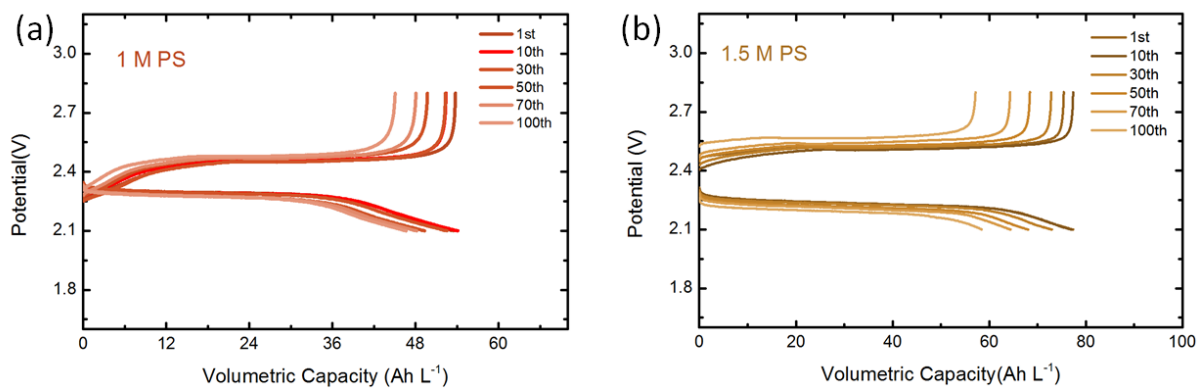 (a)
1 M PS
1st
10th
30th
50th
70th
100th
3.0
2.7
2.4
2.1
1.8
Potential(V)
0
12
24
36
48
60
Volumetric Capacity (Ah L⁻¹)
(b)
1.5 M PS
1st
10th
30th
50th
70th
100th
3.0
2.7
2.4
2.1
1.8
Potential (V)
0
20
40
60
80
100
Volumetric Capacity(Ah L⁻¹)